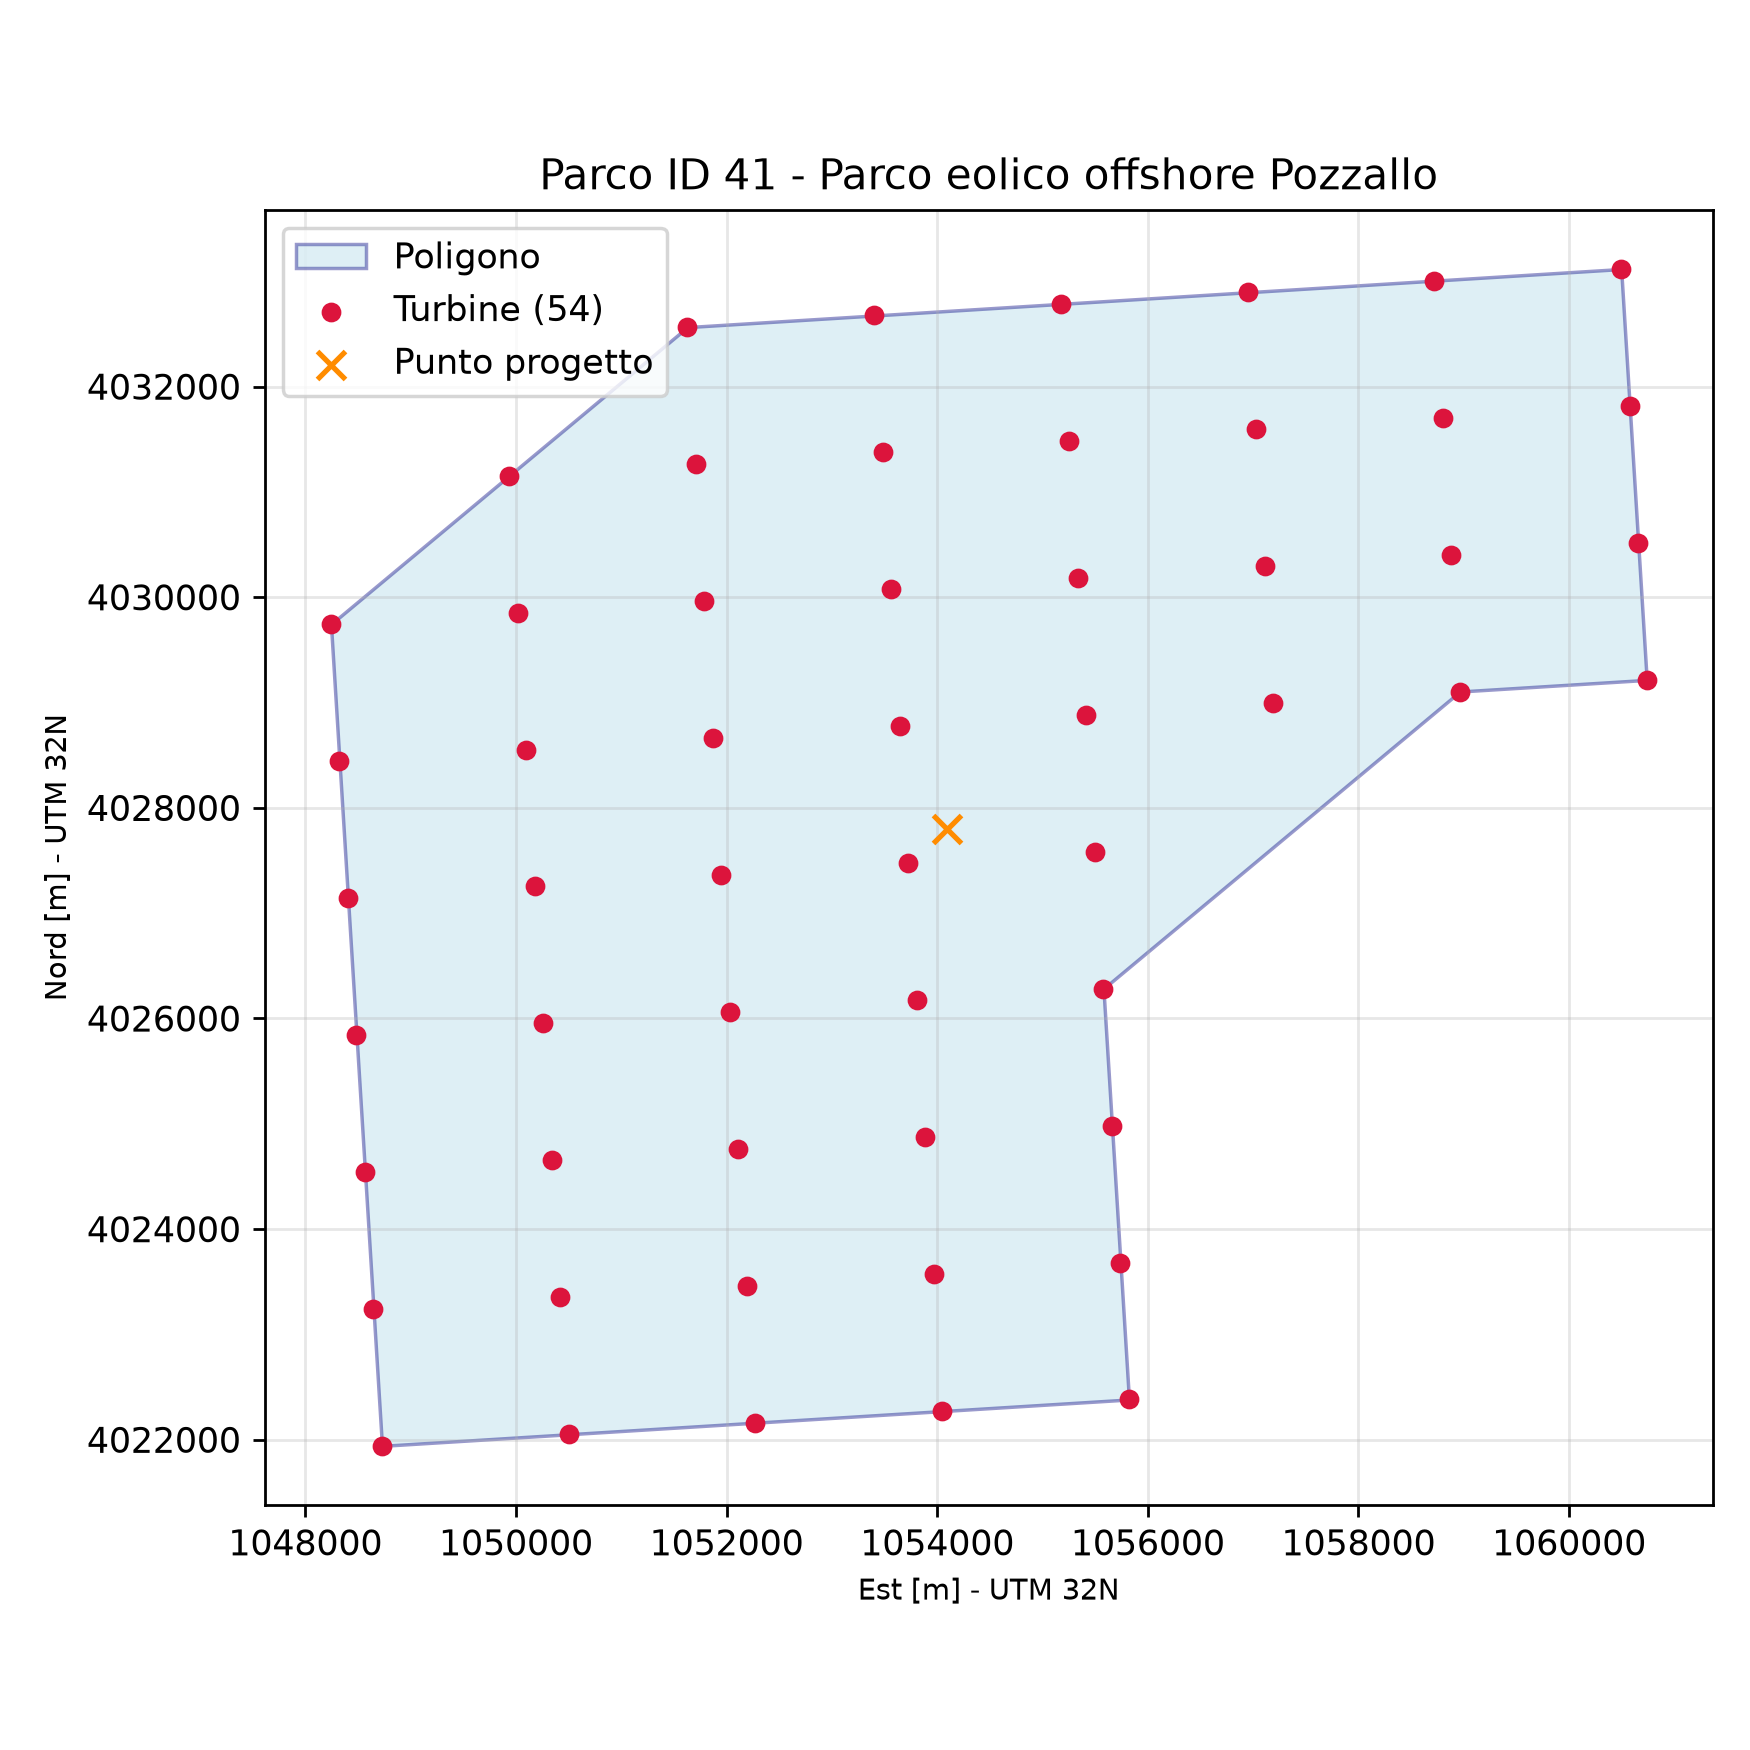 Parco ID 41 - Parco eolico offshore Pozzallo
Poligono
Turbine (54)
Punto progetto
4032000
4030000
4028000
4026000
4024000
4022000
Nord [m] - UTM 32N
1048000 1050000 1052000 1054000 1056000 1058000 1060000
Est [m] - UTM 32N